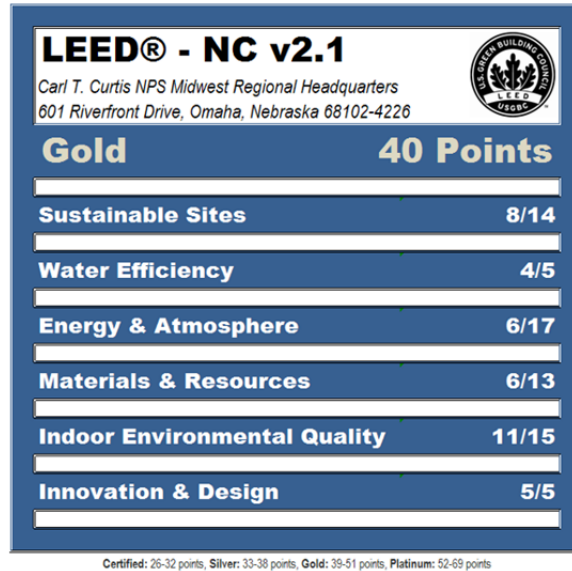 LEED® - NC v2.1
Carl T. Curtis NPS Midwest Regional Headquarters
601 Riverfront Drive, Omaha, Nebraska 68102-4226
U.S. GREEN BUILDING COUNCIL
LEED
USGBC
Gold 40 Points
Sustainable Sites 8/14
Water Efficiency 4/5
Energy & Atmosphere 6/17
Materials & Resources 6/13
Indoor Environmental Quality 11/15
Innovation & Design 5/5
Certified: 26-32 points, Silver: 33-38 points, Gold: 39-51 points, Platinum: 52-69 points